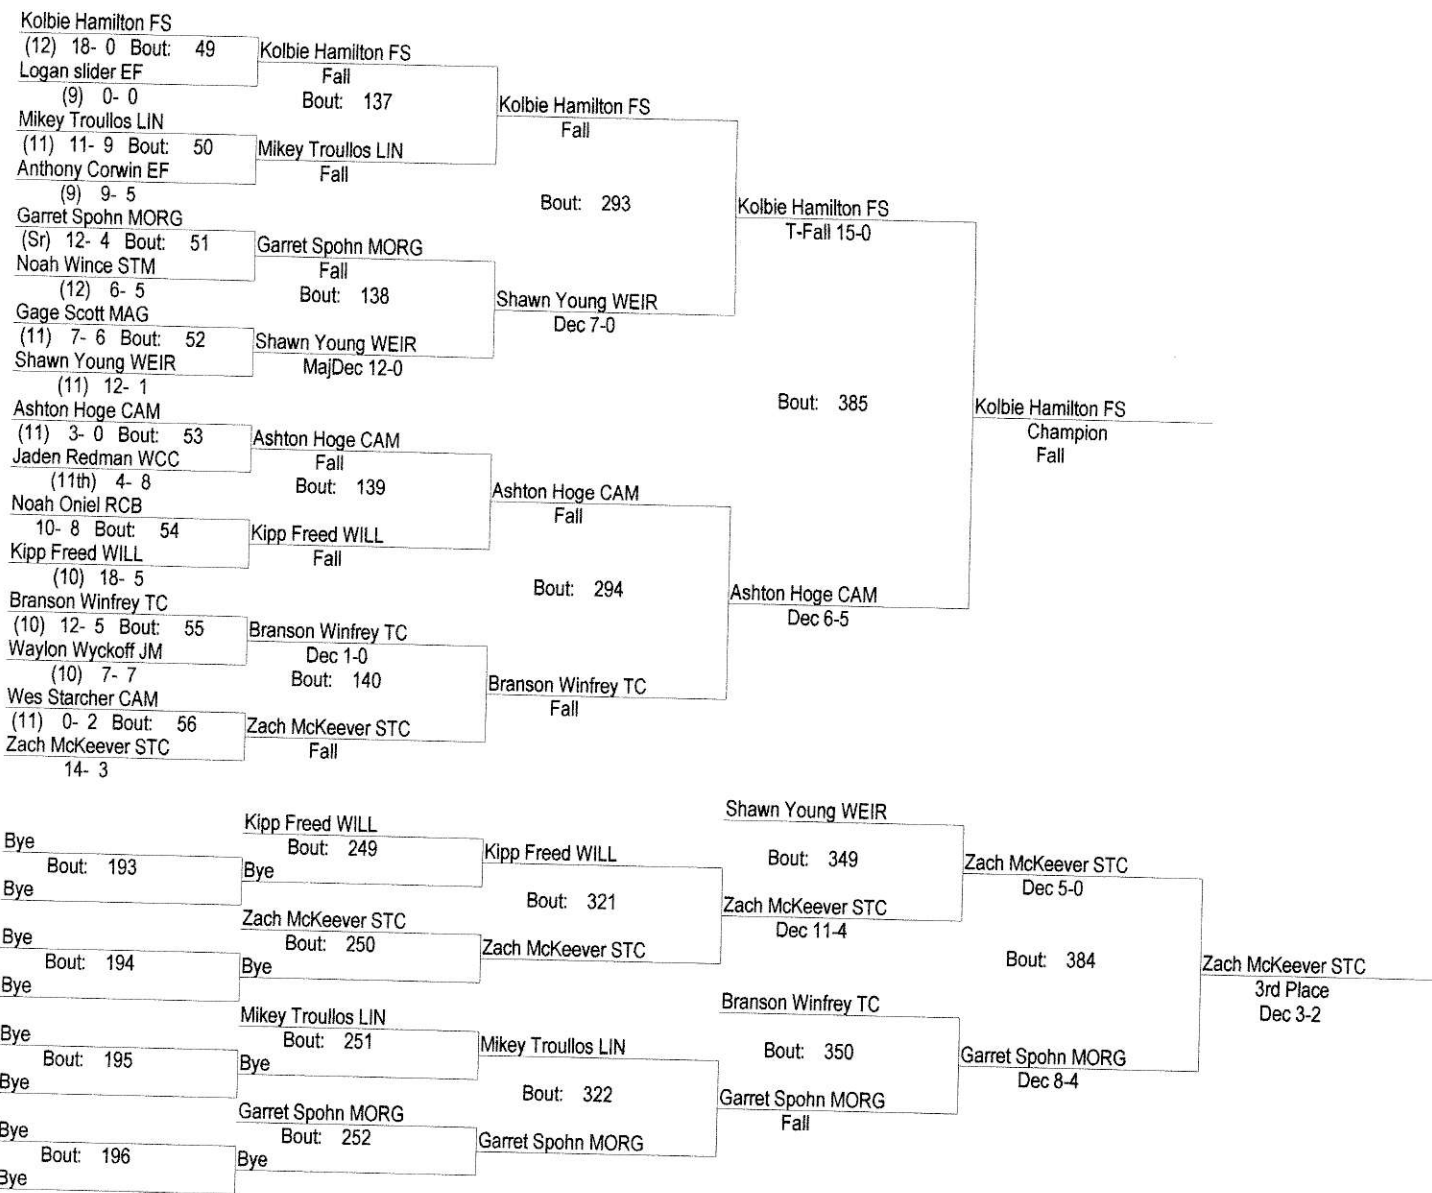 Kolbie Hamilton FS
(12) 18- 0 Bout: 49
Logan slider EF
(9) 0- 0
Mikey Troullos LIN
(11) 11- 9 Bout: 50
Anthony Corwin EF
(9) 9- 5
Garret Spohn MORG
(Sr) 12- 4 Bout: 51
Noah Wince STM
(12) 6- 5
Gage Scott MAG
(11) 7- 6 Bout: 52
Shawn Young WEIR
(11) 12- 1
Ashton Hoge CAM
(11) 3- 0 Bout: 53
Jaden Redman WCC
(11th) 4- 8
Noah Oniel RCB
10- 8 Bout: 54
Kipp Freed WILL
(10) 18- 5
Branson Winfrey TC
(10) 12- 5 Bout: 55
Waylon Wyckoff JM
(10) 7- 7
Wes Starcher CAM
(11) 0- 2 Bout: 56
Zach McKeever STC
14- 3
Kolbie Hamilton FS
Fall
Bout: 137
Mikey Troullos LIN
Fall
Garret Spohn MORG
Fall
Bout: 138
Shawn Young WEIR
MajDec 12-0
Ashton Hoge CAM
Fall
Bout: 139
Kipp Freed WILL
Fall
Branson Winfrey TC
Dec 1-0
Bout: 140
Zach McKeever STC
Fall
Kolbie Hamilton FS
Fall
Bout: 293
Shawn Young WEIR
Dec 7-0
Ashton Hoge CAM
Fall
Bout: 294
Branson Winfrey TC
Fall
Kolbie Hamilton FS
T-Fall 15-0
Bout: 385
Ashton Hoge CAM
Dec 6-5
Kolbie Hamilton FS
Champion
Fall
Bye
Bout: 193
Bye
Bye
Bout: 194
Bye
Bye
Bout: 195
Bye
Bye
Bout: 196
Bye
Kipp Freed WILL
Bout: 249
Bye
Zach McKeever STC
Bout: 250
Bye
Mikey Troullos LIN
Bout: 251
Bye
Garret Spohn MORG
Bout: 252
Bye
Kipp Freed WILL
Bout: 321
Zach McKeever STC
Mikey Troullos LIN
Bout: 322
Garret Spohn MORG
Shawn Young WEIR
Bout: 349
Zach McKeever STC
Dec 11-4
Branson Winfrey TC
Bout: 350
Garret Spohn MORG
Fall
Zach McKeever STC
Dec 5-0
Bout: 384
Garret Spohn MORG
Dec 8-4
Zach McKeever STC
3rd Place
Dec 3-2